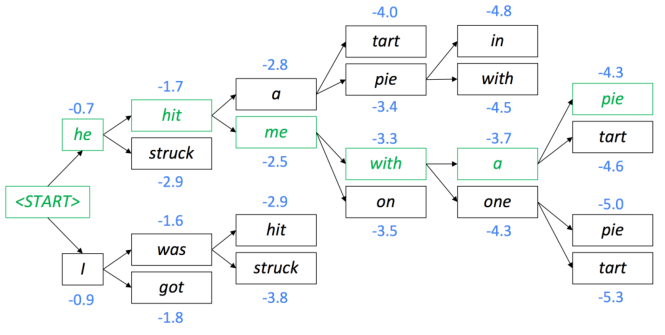 -4.0 -4.8
tart in
-2.8
-1.7 a pie with -4.3
-0.7 hit -3.4 -4.5 pie
he me -3.3 -3.7
struck -2.5 with a tart
-2.9 -4.6
<START> -2.9 on one -5.0
-1.6 hit -3.5 -4.3 pie
was
I struck tart
got
-0.9 -3.8 -5.3
-1.8